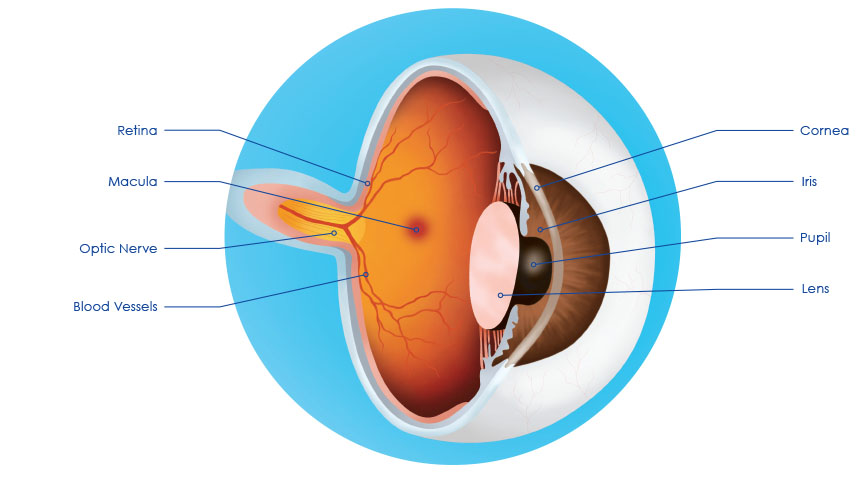 Retina
Macula
Optic Nerve
Blood Vessels
Cornea
Iris
Pupil
Lens